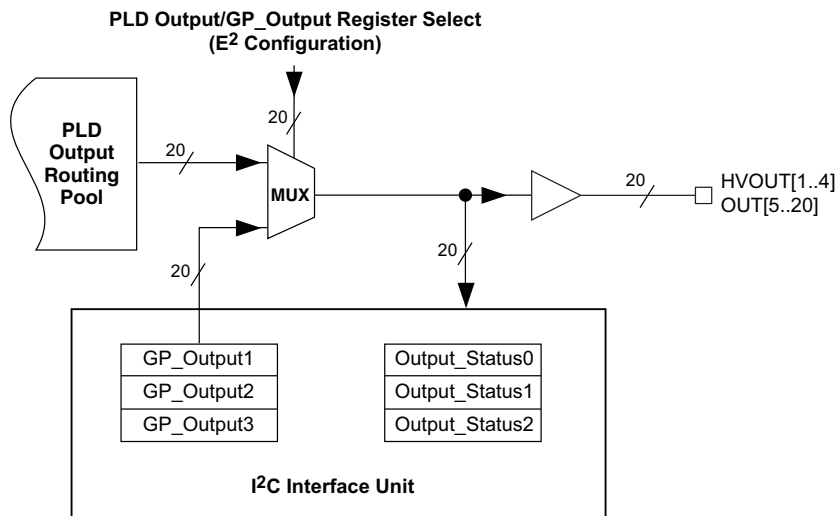 PLD Output/GP_Output Register Select
(E² Configuration)
PLD
Output
Routing
Pool
20
20
MUX
20
HVOUT[1..4]
OUT[5..20]
20
20
GP_Output1
GP_Output2
GP_Output3
Output_Status0
Output_Status1
Output_Status2
I²C Interface Unit